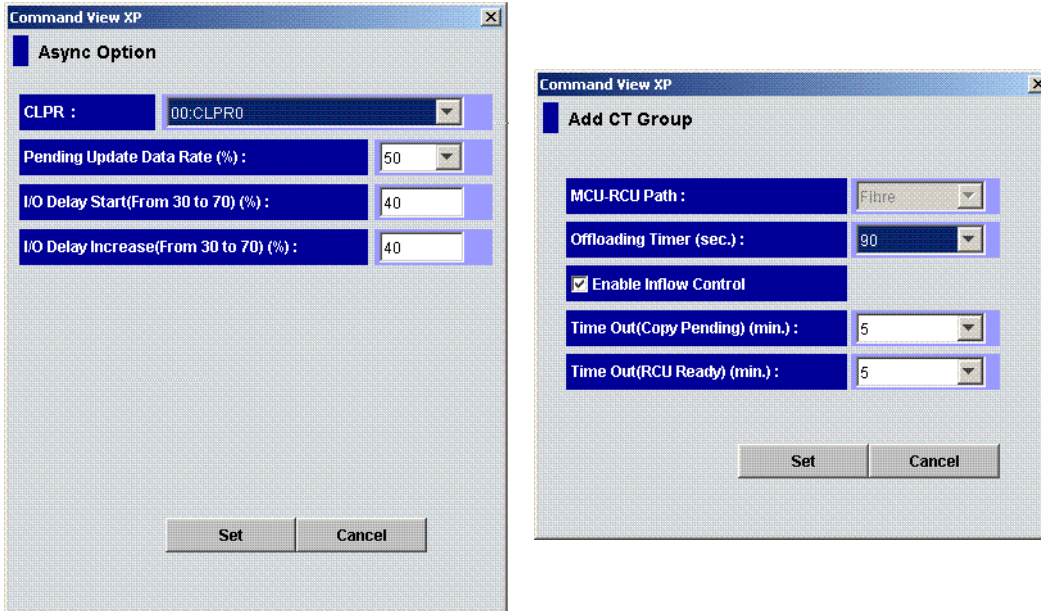 Command View XP
Async Option
CLPR :
00:CLPR0
Pending Update Data Rate (%) :
50
I/O Delay Start(From 30 to 70) (%) :
40
I/O Delay Increase(From 30 to 70) (%) :
40
Set
Cancel
Command View XP
Add CT Group
MCU-RCU Path :
Fibre
Offloading Timer (sec.) :
90
Enable Inflow Control
Time Out(Copy Pending) (min.) :
5
Time Out(RCU Ready) (min.) :
5
Set
Cancel